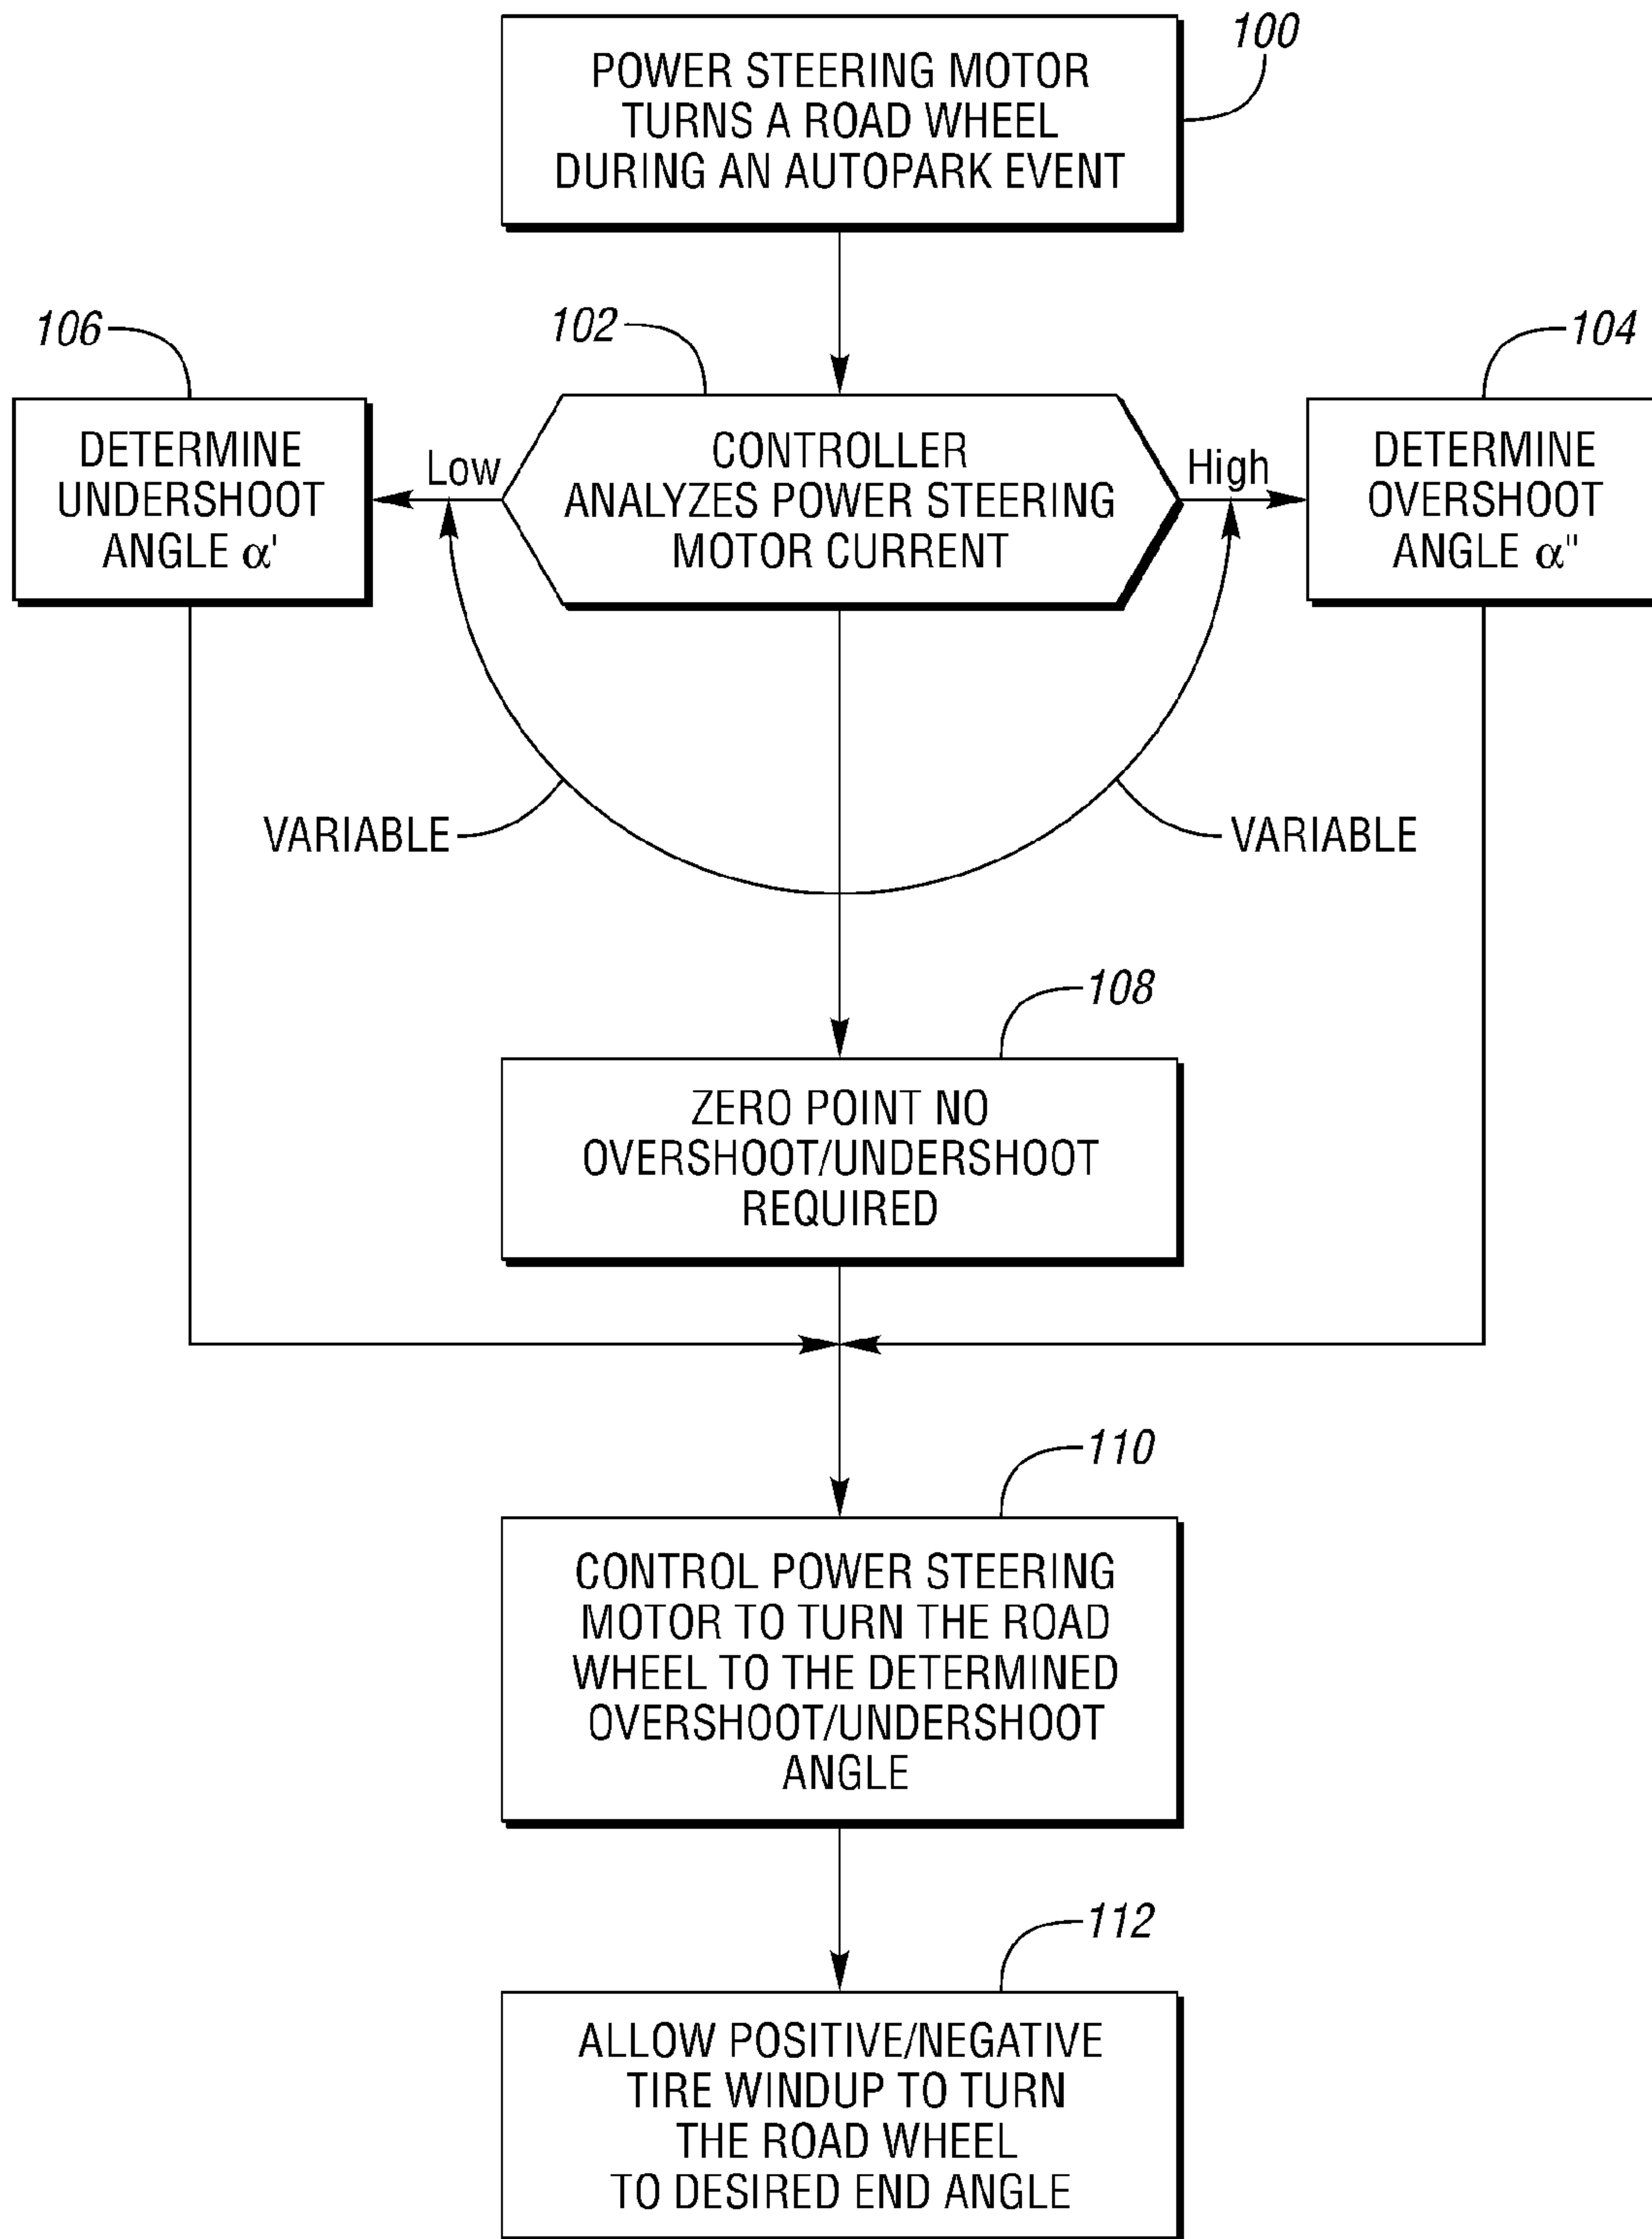 POWER STEERING MOTOR
TURNS A ROAD WHEEL
DURING AN AUTOPARK EVENT
100
106
102
104
DETERMINE
UNDERSHOOT
ANGLE α'
Low
CONTROLLER
ANALYZES POWER STEERING
MOTOR CURRENT
High
DETERMINE
OVERSHOOT
ANGLE α"
VARIABLE
VARIABLE
108
ZERO POINT NO
OVERSHOOT/UNDERSHOOT
REQUIRED
110
CONTROL POWER STEERING
MOTOR TO TURN THE ROAD
WHEEL TO THE DETERMINED
OVERSHOOT/UNDERSHOOT
ANGLE
112
ALLOW POSITIVE/NEGATIVE
TIRE WINDUP TO TURN
THE ROAD WHEEL
TO DESIRED END ANGLE